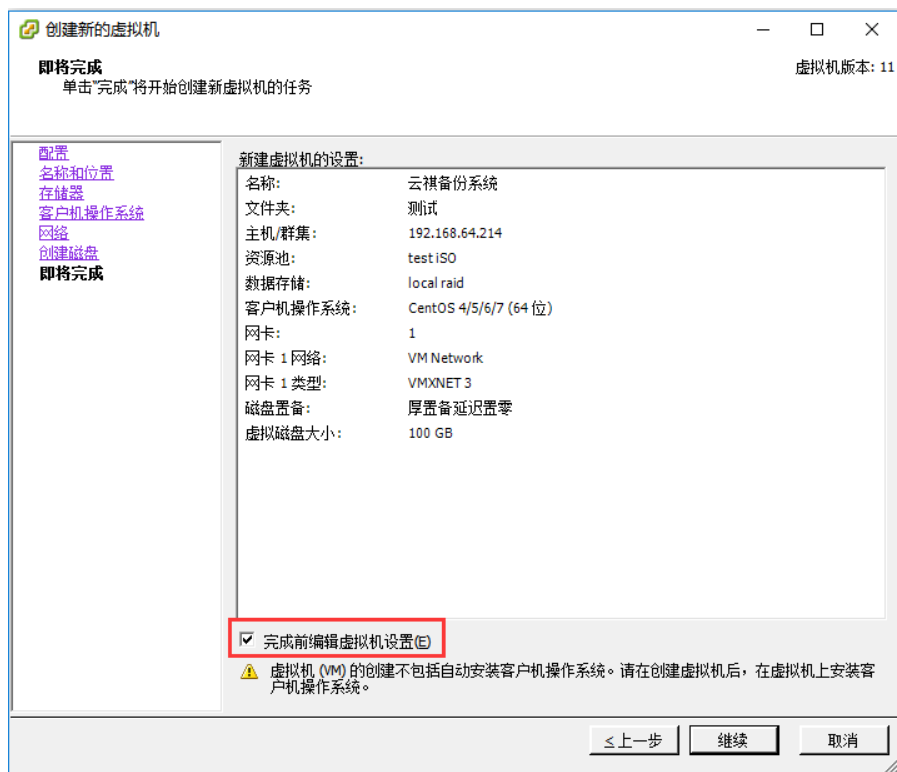 创建新的虚拟机
即将完成
单击"完成"将开始创建新虚拟机的任务
虚拟机版本: 11
配置
名称和位置
存储器
客户机操作系统
网络
创建磁盘
即将完成
新建虚拟机的设置:
名称: 云祺备份系统
文件夹: 测试
主机/群集: 192.168.64.214
资源池: test iSO
数据存储: local raid
客户机操作系统: CentOS 4/5/6/7 (64 位)
网卡: 1
网卡 1 网络: VM Network
网卡 1 类型: VMXNET 3
磁盘置备: 厚置备延迟置零
虚拟磁盘大小: 100 GB
完成前编辑虚拟机设置(E)
虚拟机 (VM) 的创建不包括自动安装客户机操作系统。请在创建虚拟机后，在虚拟机上安装客
户机操作系统。
≤上一步
继续
取消